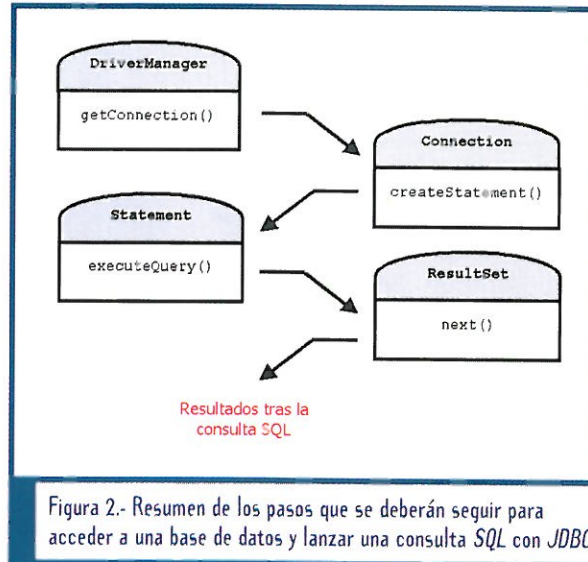 DriverManager
getConnection()
Connection
createStatement()
Statement
executeQuery()
ResultSet
next()
Resultados tras la
consulta SQL
Figura 2.- Resumen de los pasos que se deberán seguir para
acceder a una base de datos y lanzar una consulta SQL con JDBC